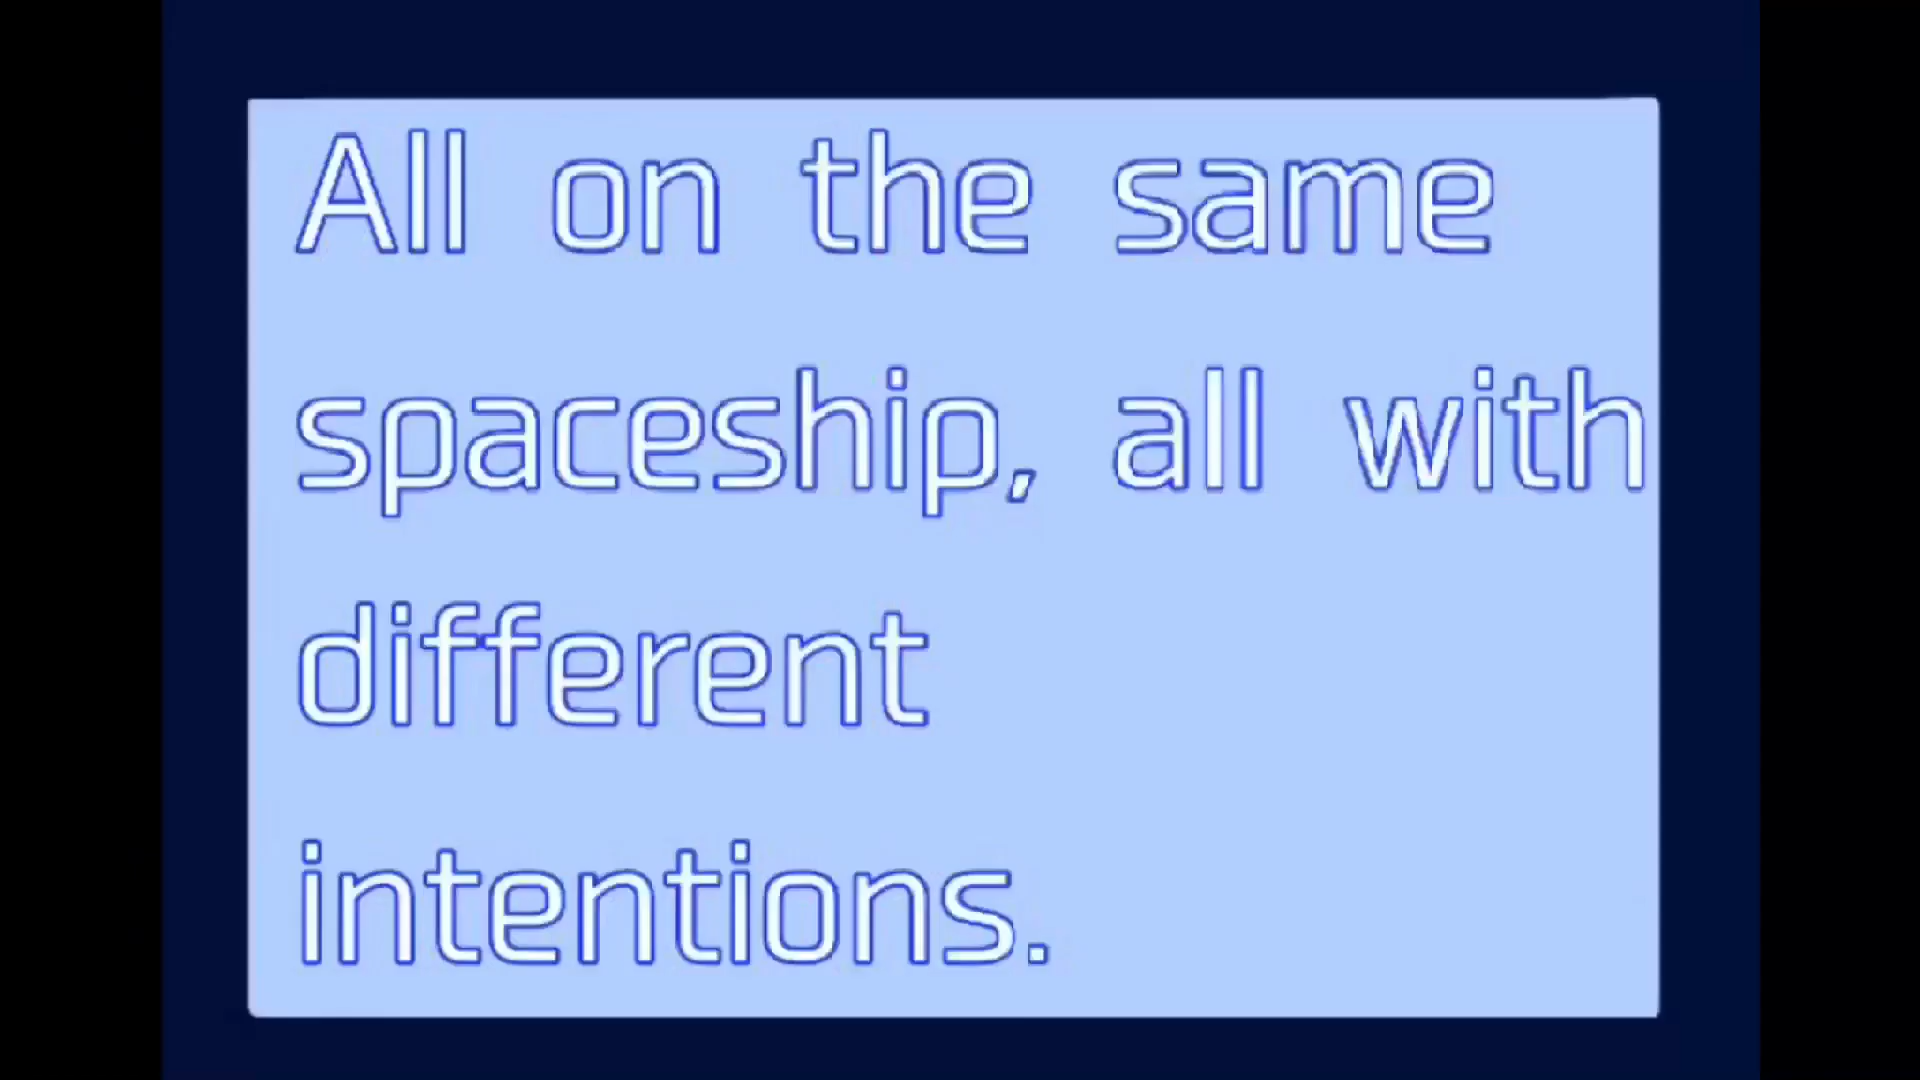 All on the same
spaceship, all with
different
intentions.